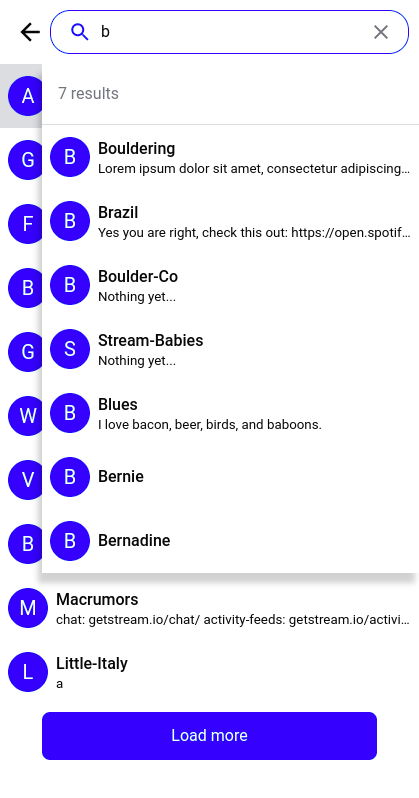 b
7 results
A
G
F
B
G
W
V
B
B
Bouldering
Lorem ipsum dolor sit amet, consectetur adipiscing...
B
Brazil
Yes you are right, check this out: https://open.spotif...
B
Boulder-Co
Nothing yet...
S
Stream-Babies
Nothing yet...
B
Blues
I love bacon, beer, birds, and baboons.
B
Bernie
B
Bernadine
M
Macrumors
chat: getstream.io/chat/ activity-feeds: getstream.io/activi...
L
Little-Italy
a
Load more